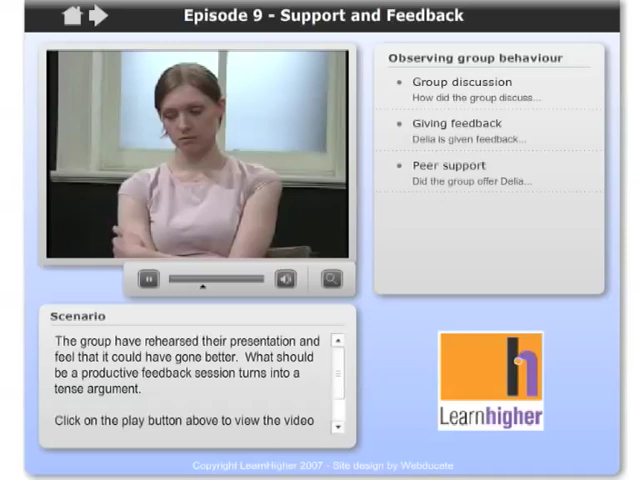 Episode 9 - Support and Feedback
Observing group behaviour
Group discussion
How did the group discuss...
Giving feedback
Delia is given feedback...
Peer support
Did the group offer Delia...
Scenario
The group have rehearsed their presentation and
feel that it could have gone better. What should
be a productive feedback session turns into a
tense argument.
Click on the play button above to view the video
Learnhigher
Copyright LearnHigher 2007 - Site design by Webducate